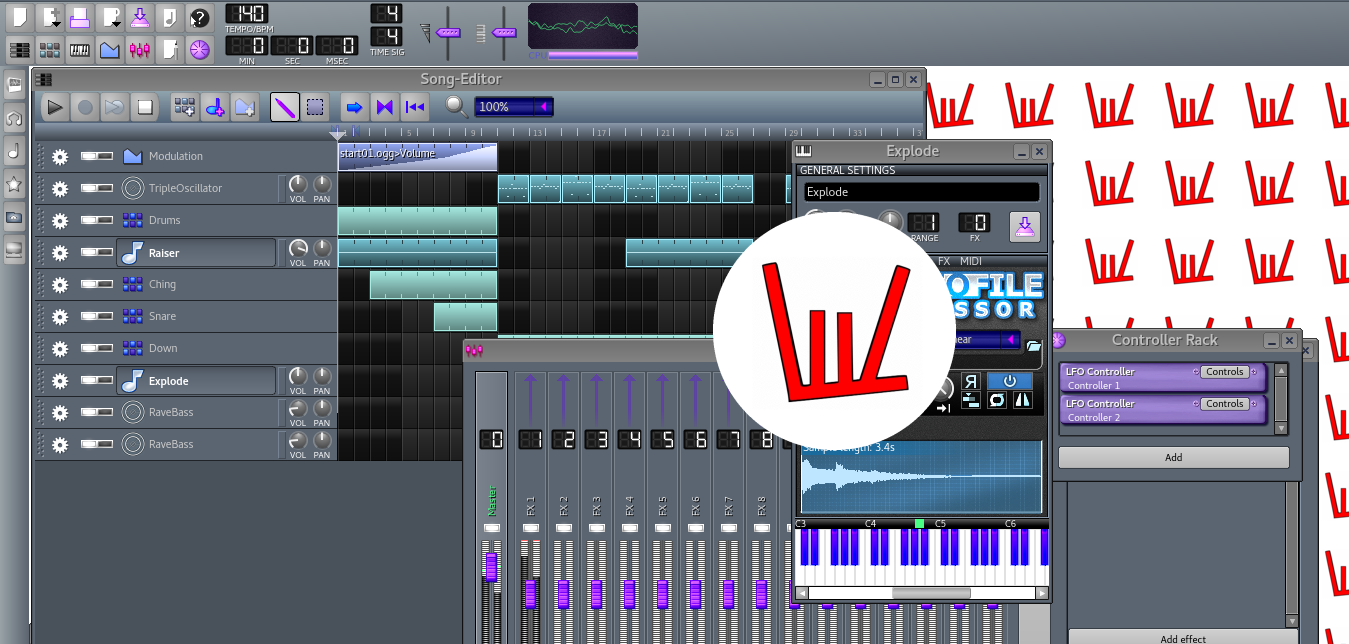 140
TEMPO/BPM
4
4
TIME SIG
0 0 0
MIN SEC MSEC
CPU
Song-Editor
100%
1 5 9 13 17 21 25 29 33
Modulation
start01.ogg>Volume
TripleOscillator
VOL PAN
Drums
Raiser
VOL PAN
Ching
Snare
Down
Explode
VOL PAN
RaveBass
VOL PAN
RaveBass
VOL PAN
0 1 2 3 4 5 6 7 8
Master
FX 1
FX 2
FX 3
FX 4
FX 5
FX 6
FX 7
FX 8
Explode
GENERAL SETTINGS
Explode
1 0
RANGE FX
FX MIDI
OFILE
SSOR
near
Sample length: 3.4s
C3 C4 C5 C6
Controller Rack
LFO Controller
Controls
Controller 1
LFO Controller
Controls
Controller 2
Add
Add effect